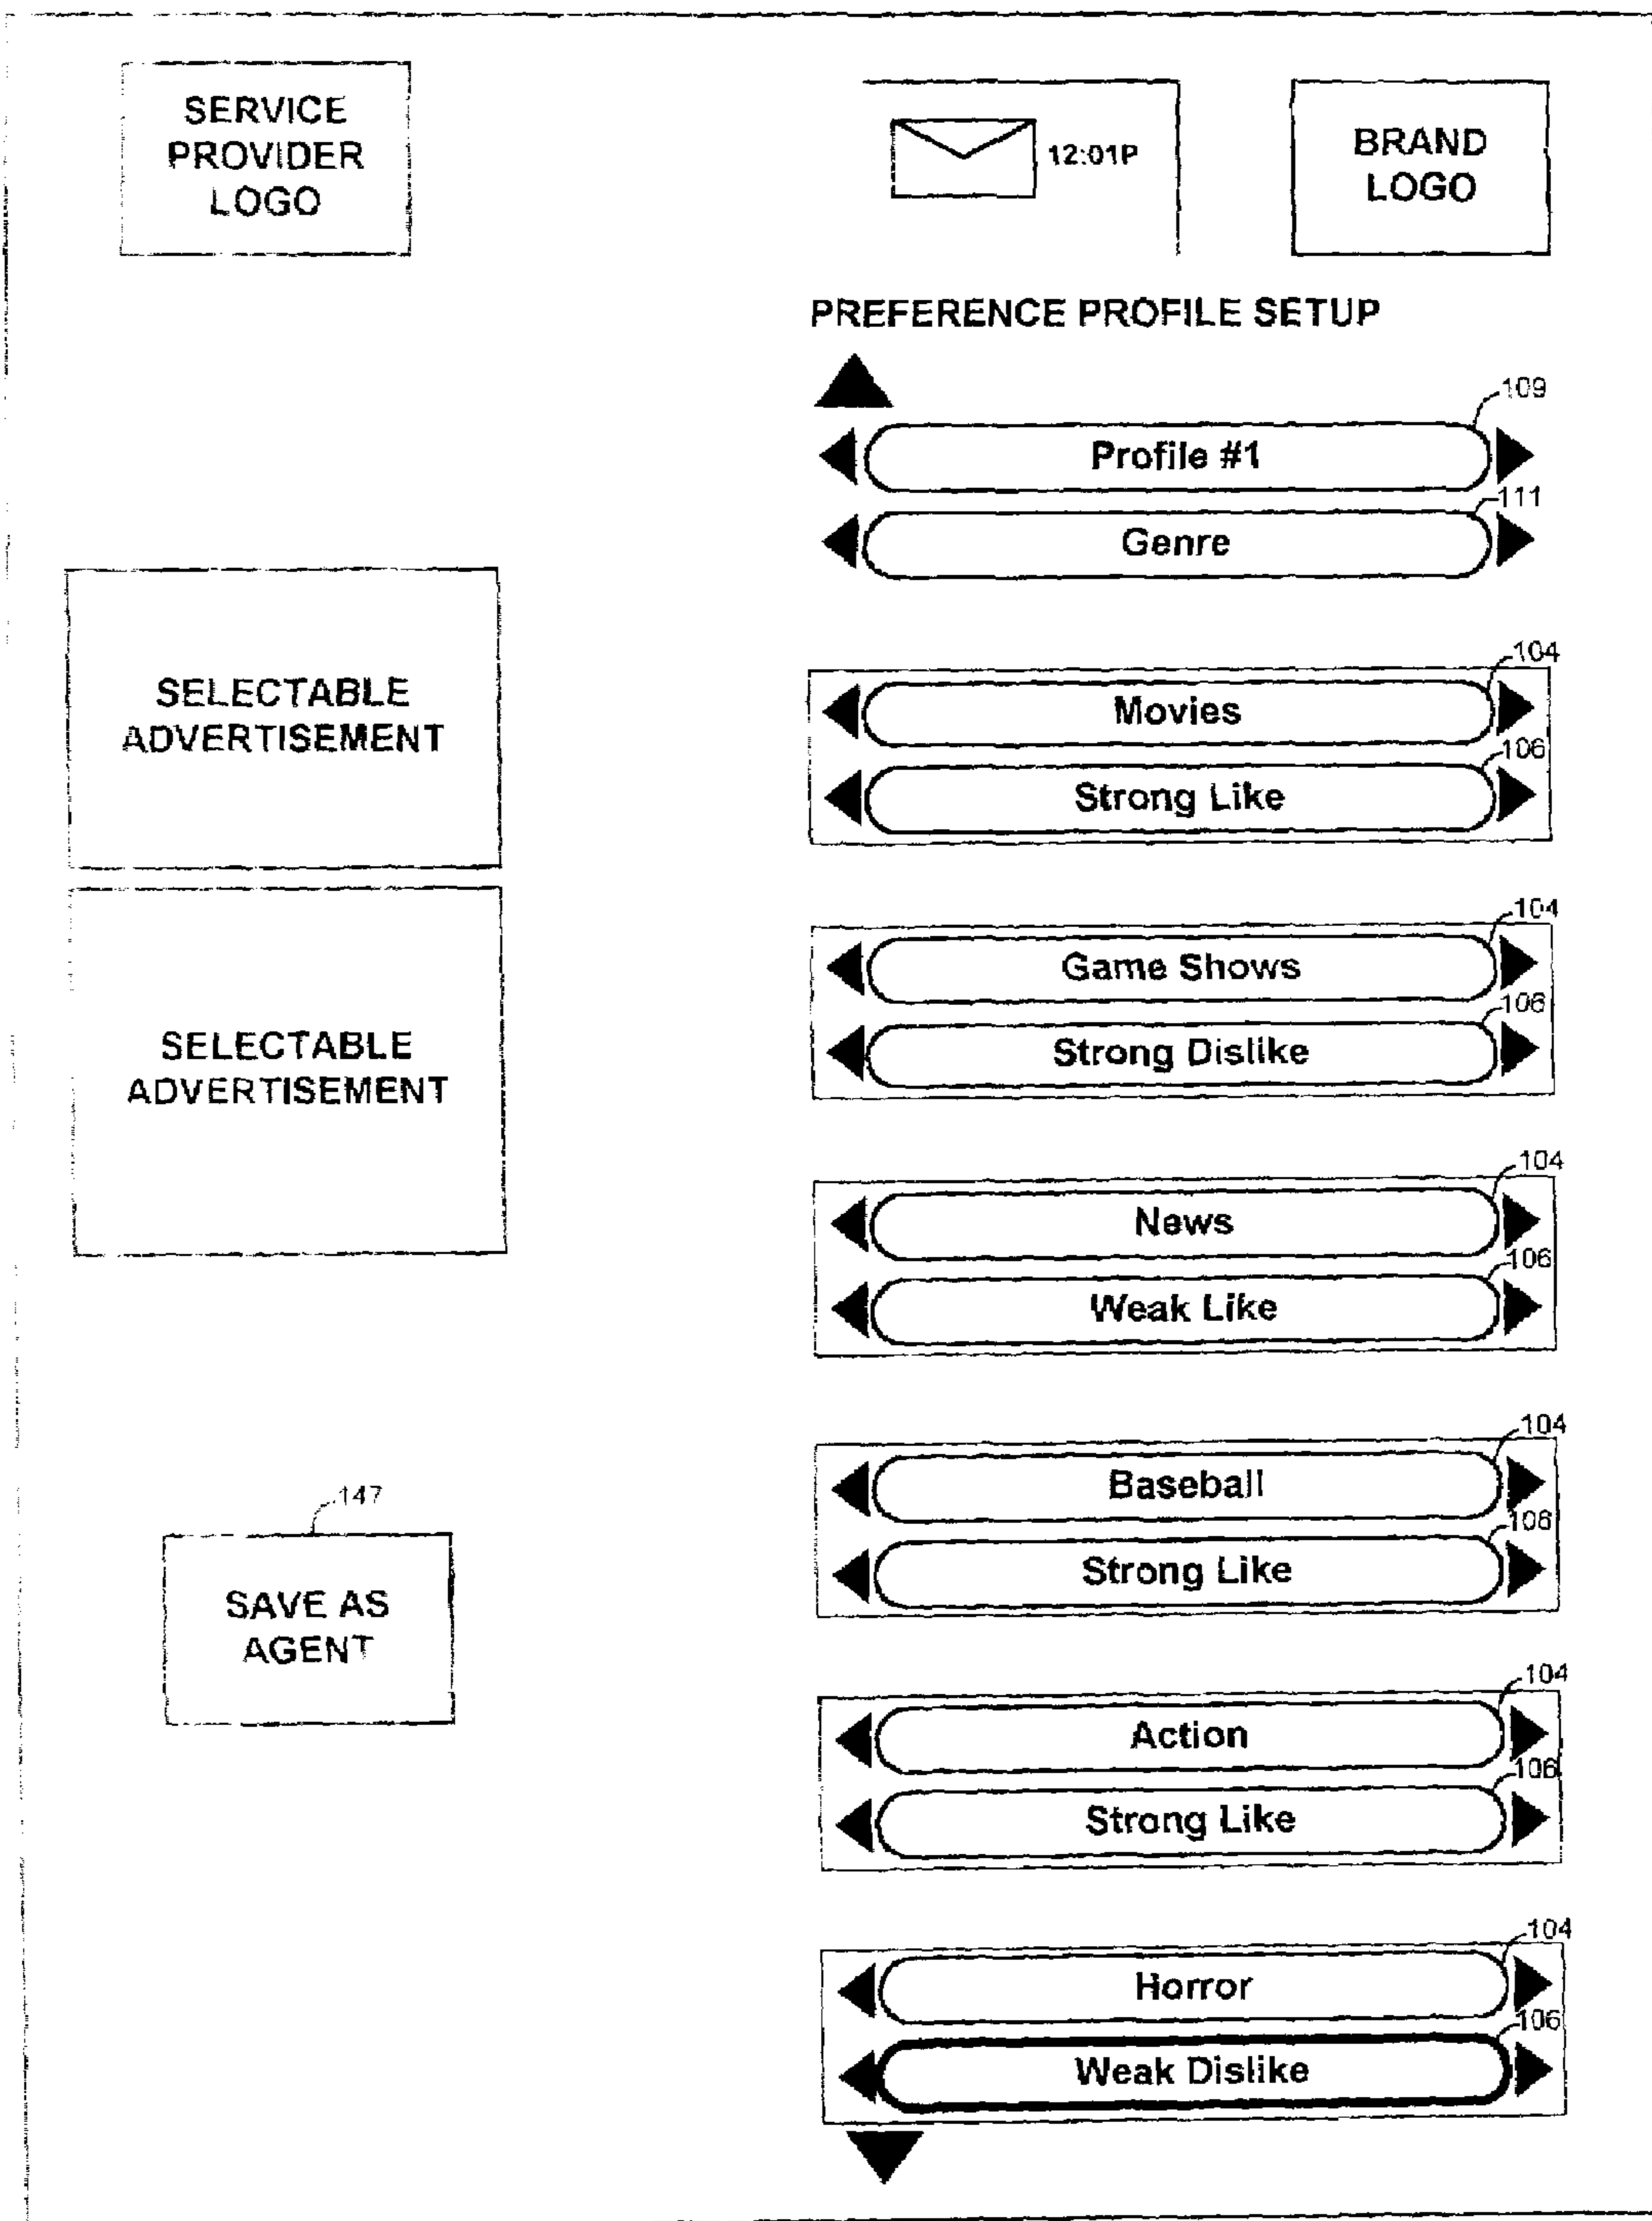 SERVICE
PROVIDER
LOGO
12:01P
BRAND
LOGO
PREFERENCE PROFILE SETUP
109
Profile #1
111
Genre
SELECTABLE
ADVERTISEMENT
104
Movies
106
Strong Like
SELECTABLE
ADVERTISEMENT
104
Game Shows
106
Strong Dislike
104
News
106
Weak Like
147
SAVE AS
AGENT
104
Baseball
106
Strong Like
104
Action
106
Strong Like
104
Horror
106
Weak Dislike